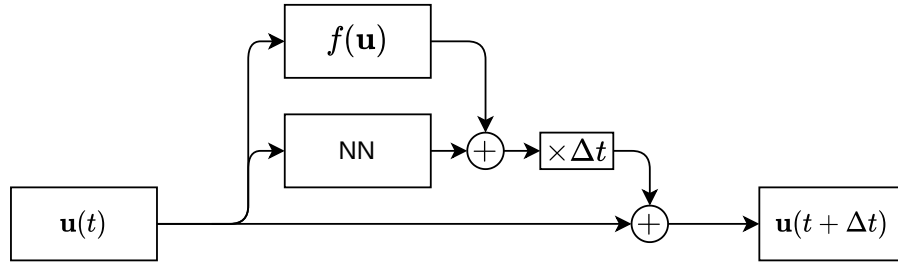 f(𝐮)
NN
+
×Δt
𝐮(t)
+
𝐮(t + Δt)